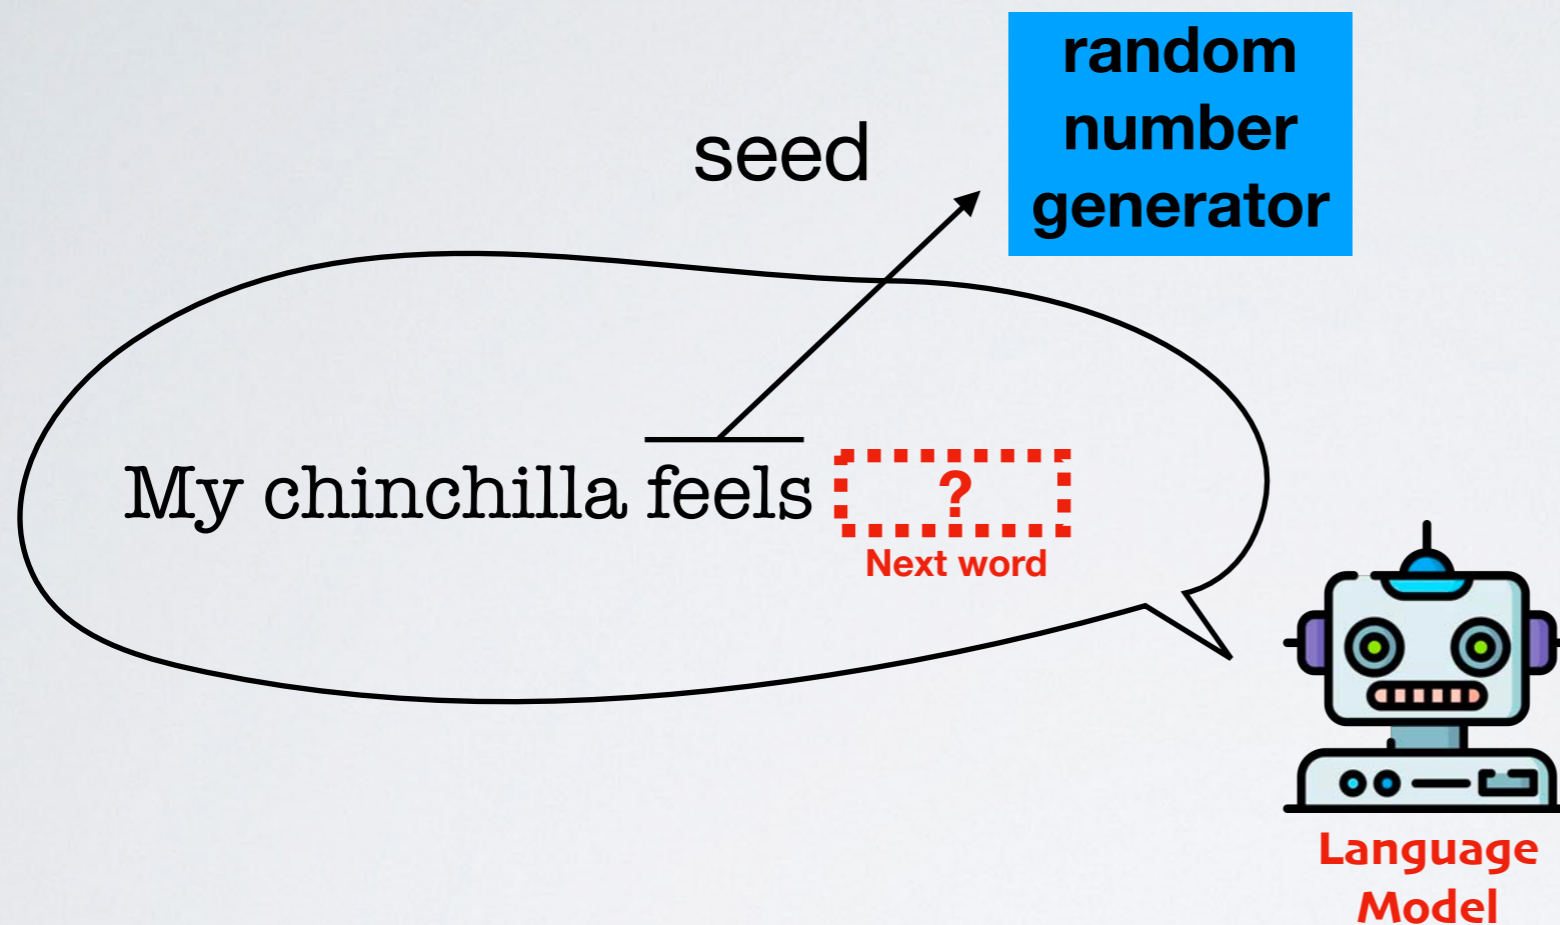 random
number
generator
seed
My chinchilla feels ?
Next word
Language
Model